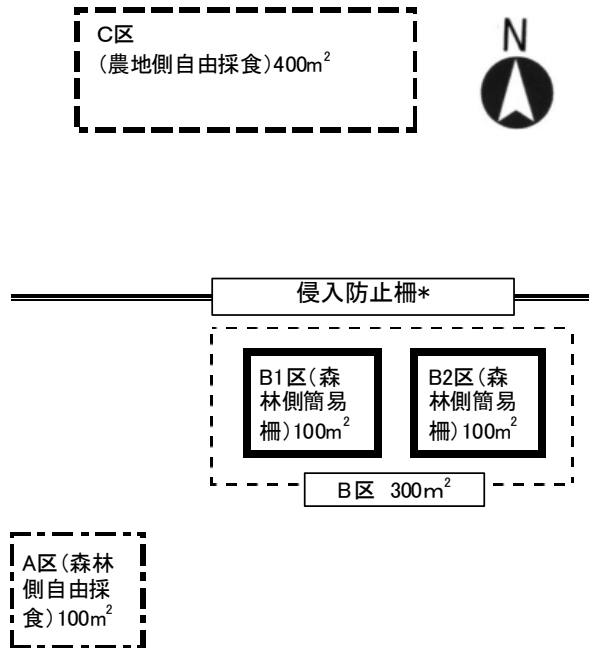 C区
（農地側自由採食）400m²
N
侵入防止柵*
B1区（森
林側簡易
柵）100m²
B2区（森
林側簡易
柵）100m²
B区 300m²
A区（森林
側自由採
食）100m²